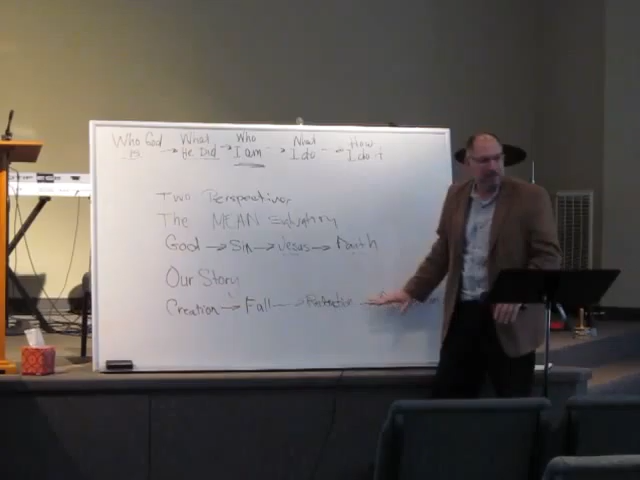 Who God is → What He Did → Who I am → What I do → How I do it
Two Perspectives
The MEAN Salvation
God → Sin → Jesus → Faith
Our Story
Creation → Fall →